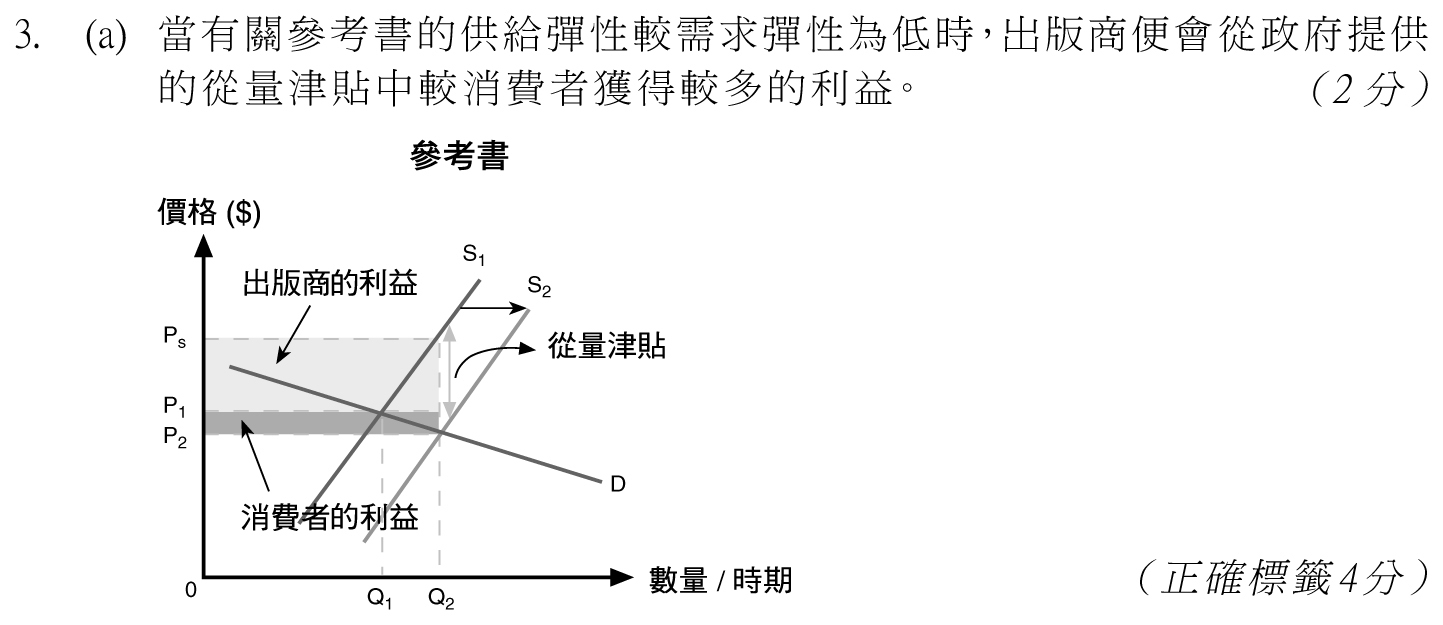 3. (a) 當有關參考書的供給彈性較需求彈性為低時，出版商便會從政府提供
的從量津貼中較消費者獲得較多的利益。 （2分）
參考書
價格 ($)
S1
S2
出版商的利益
Ps
從量津貼
P1
P2
D
消費者的利益
0
數量 / 時期
Q1
Q2
（正確標籤4分）